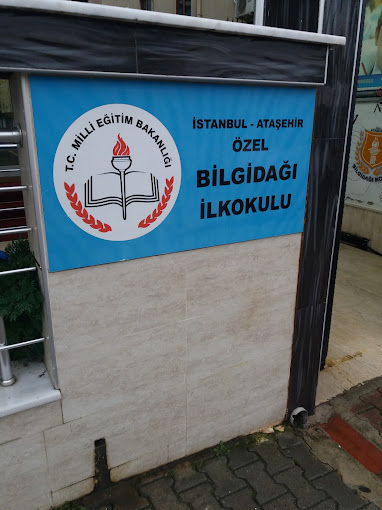 T.C. MİLLİ EĞİTİM BAKANLIĞI
İSTANBUL - ATAŞEHİR
ÖZEL
BİLGİDAĞI
İLKOKULU